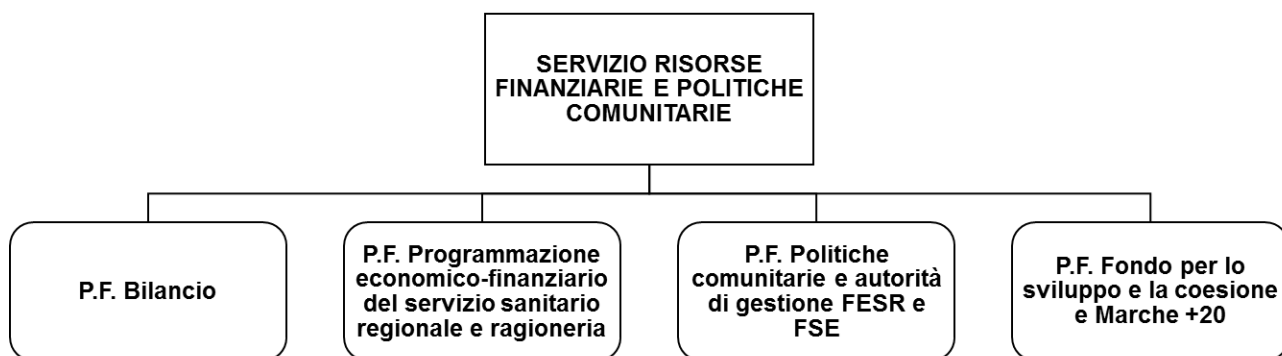 SERVIZIO RISORSE
FINANZIARIE E POLITICHE
COMUNITARIE
P.F. Bilancio
P.F. Programmazione
economico-finanziario
del servizio sanitario
regionale e ragioneria
P.F. Politiche
comunitarie e autorità
di gestione FESR e
FSE
P.F. Fondo per lo
sviluppo e la coesione
e Marche +20